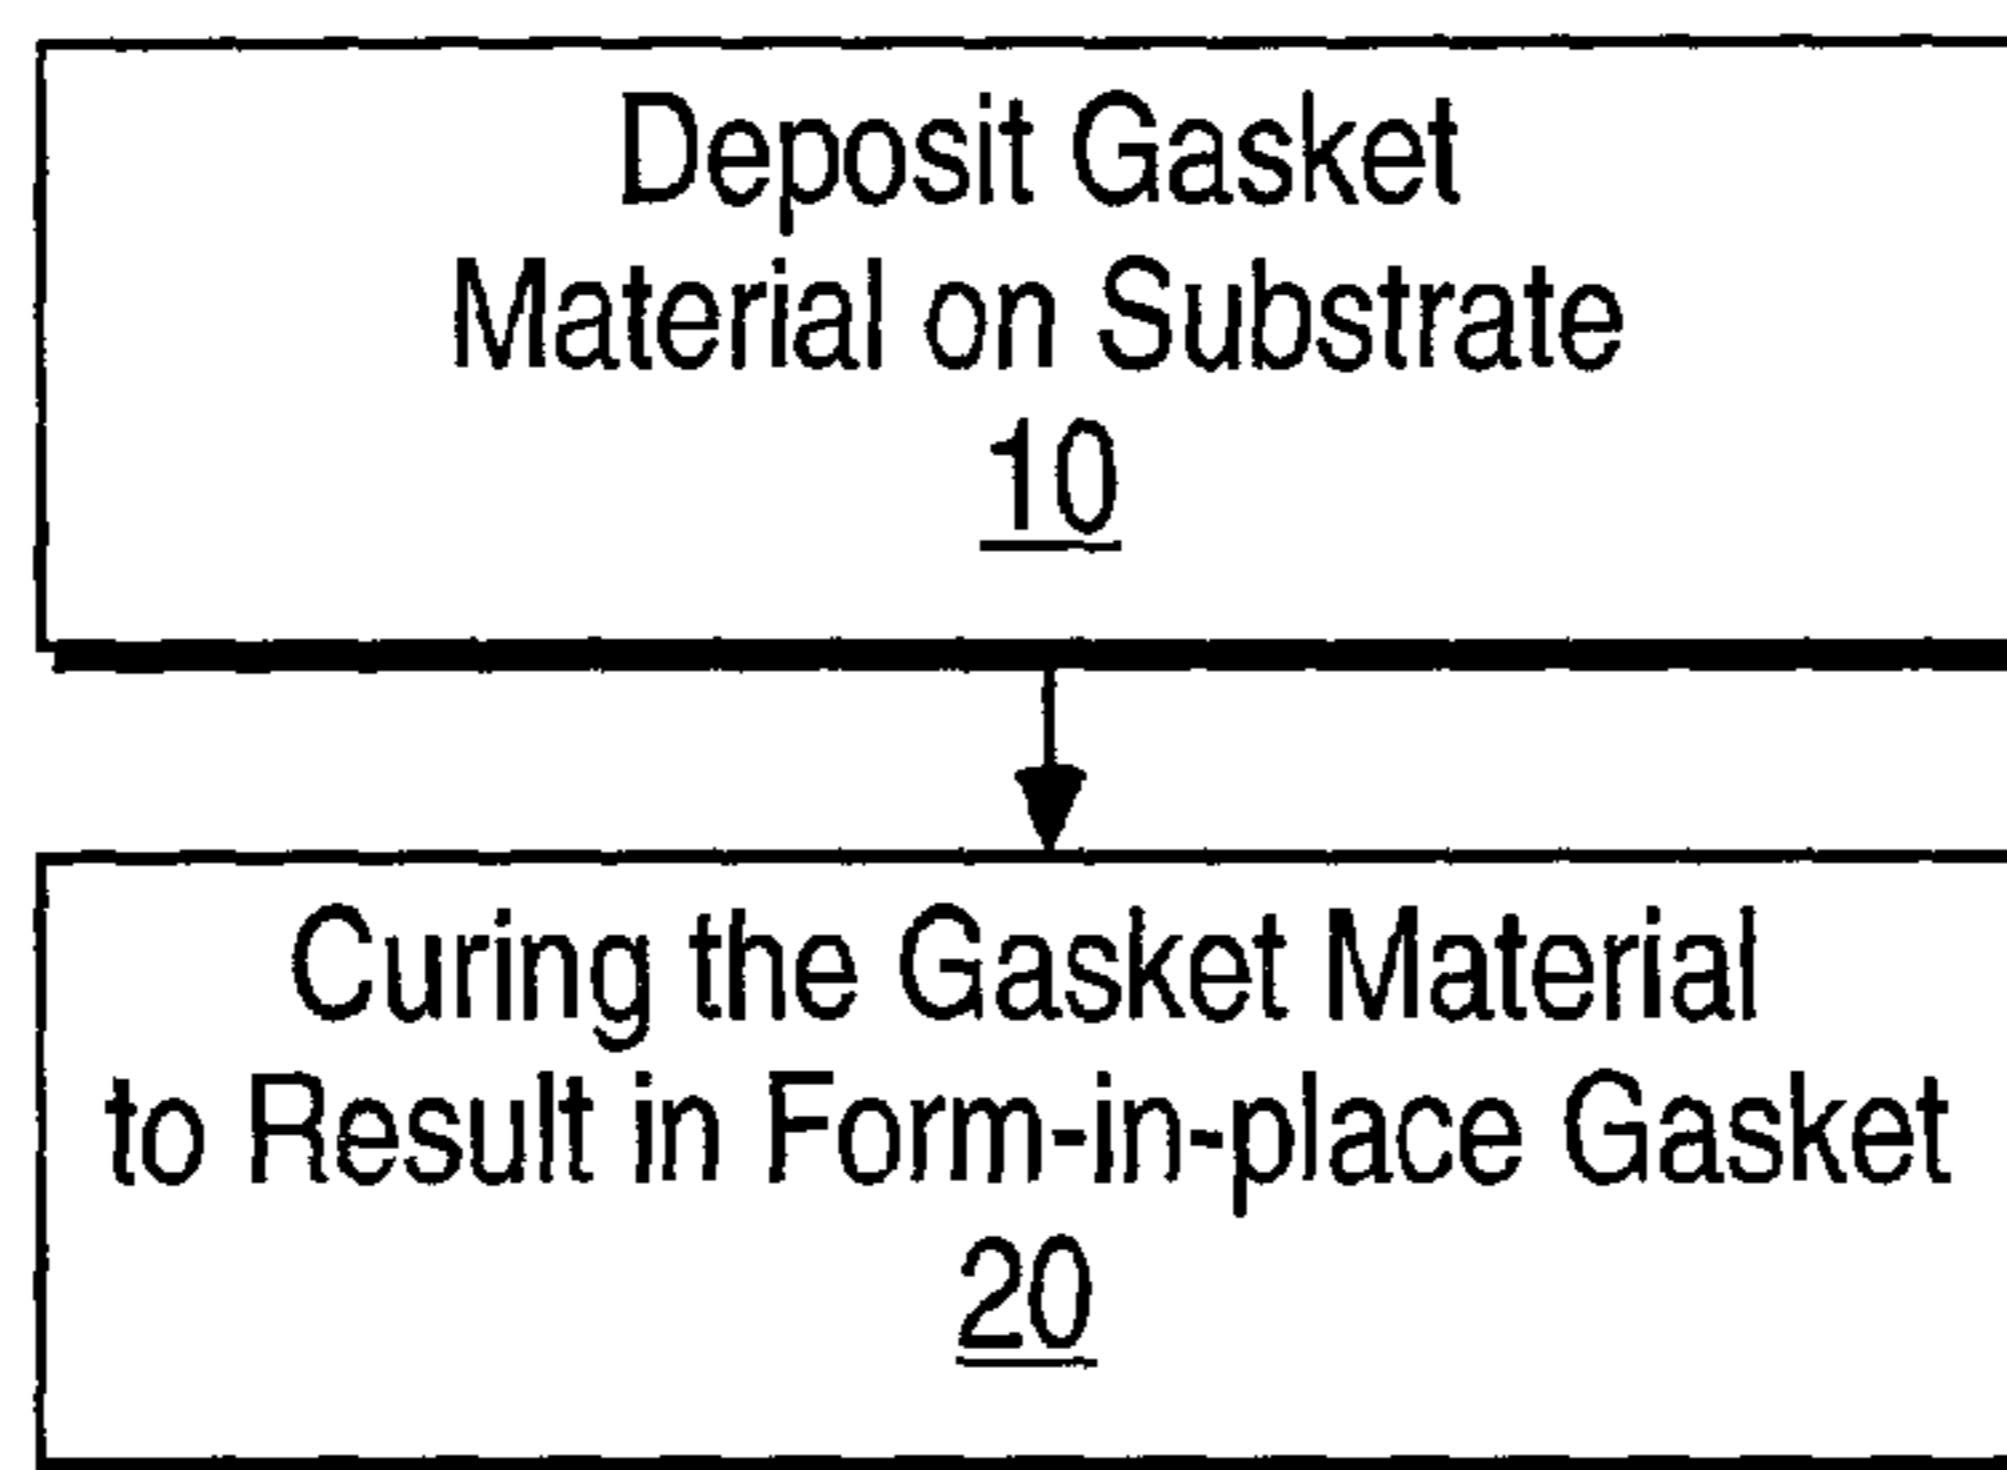 Deposit Gasket
Material on Substrate
10
Curing the Gasket Material
to Result in Form-in-place Gasket
20